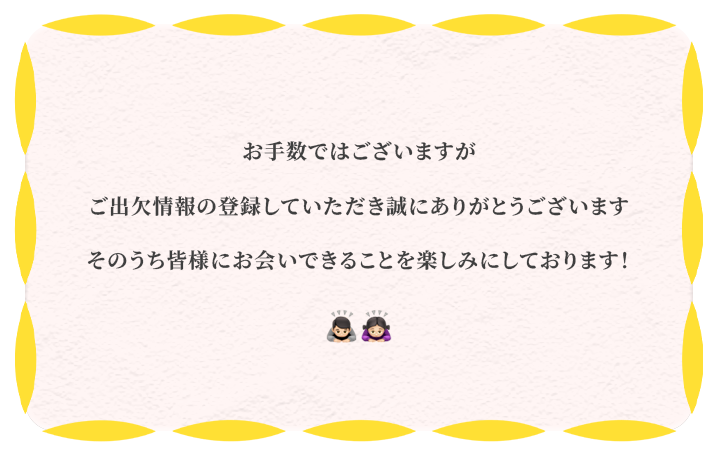 お手数ではございますが
ご出欠情報の登録していただき誠にありがとうございます
そのうち皆様にお会いできることを楽しみにしております!